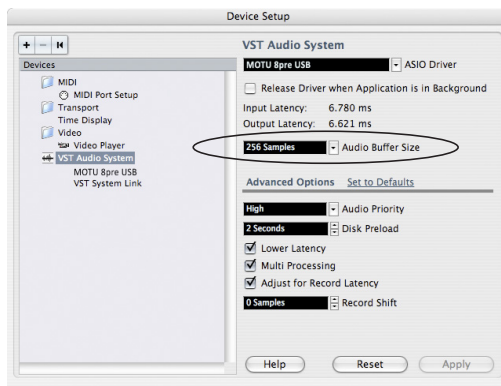 Device Setup
Devices
MIDI
MIDI Port Setup
Transport
Time Display
Video
Video Player
VST Audio System
MOTU 8pre USB
VST System Link
VST Audio System
MOTU 8pre USB ASIO Driver
Release Driver when Application is in Background
Input Latency: 6.780 ms
Output Latency: 6.621 ms
256 Samples Audio Buffer Size
Advanced Options Set to Defaults
High Audio Priority
2 Seconds Disk Preload
Lower Latency
Multi Processing
Adjust for Record Latency
0 Samples Record Shift
Help Reset Apply